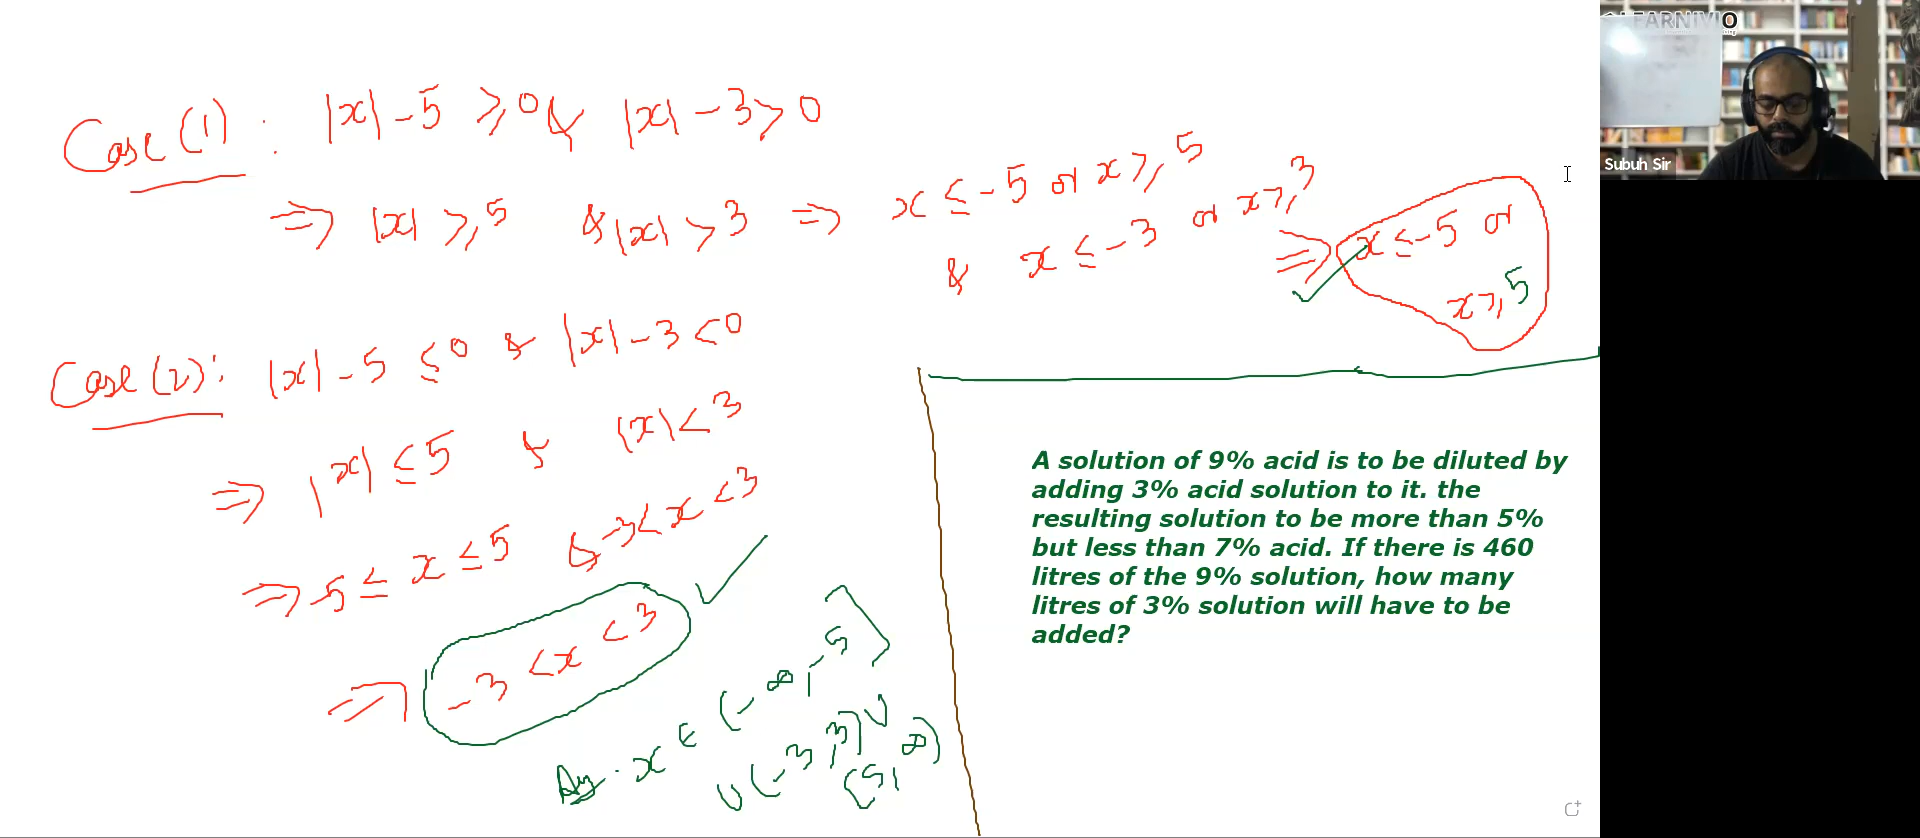 LEARNIVIO
Subuh Sir
Case (1) : |x| - 5 ≥ 0 & |x| - 3 > 0
⇒ |x| ≥ 5 & |x| > 3 ⇒ x ≤ -5 or x ≥ 5
& x ≤ -3 or x ≥ 3
⇒ x ≤ -5 or
x ≥ 5
Case (2) : |x| - 5 ≤ 0 & |x| - 3 < 0
⇒ |x| ≤ 5 & |x| < 3
⇒ -5 ≤ x ≤ 5 & -3 < x < 3
⇒ -3 < x < 3
x ∈ (-∞, -5]
∪ (-3, 3) ∪
[5, ∞)
A solution of 9% acid is to be diluted by
adding 3% acid solution to it. the
resulting solution to be more than 5%
but less than 7% acid. If there is 460
litres of the 9% solution, how many
litres of 3% solution will have to be
added?